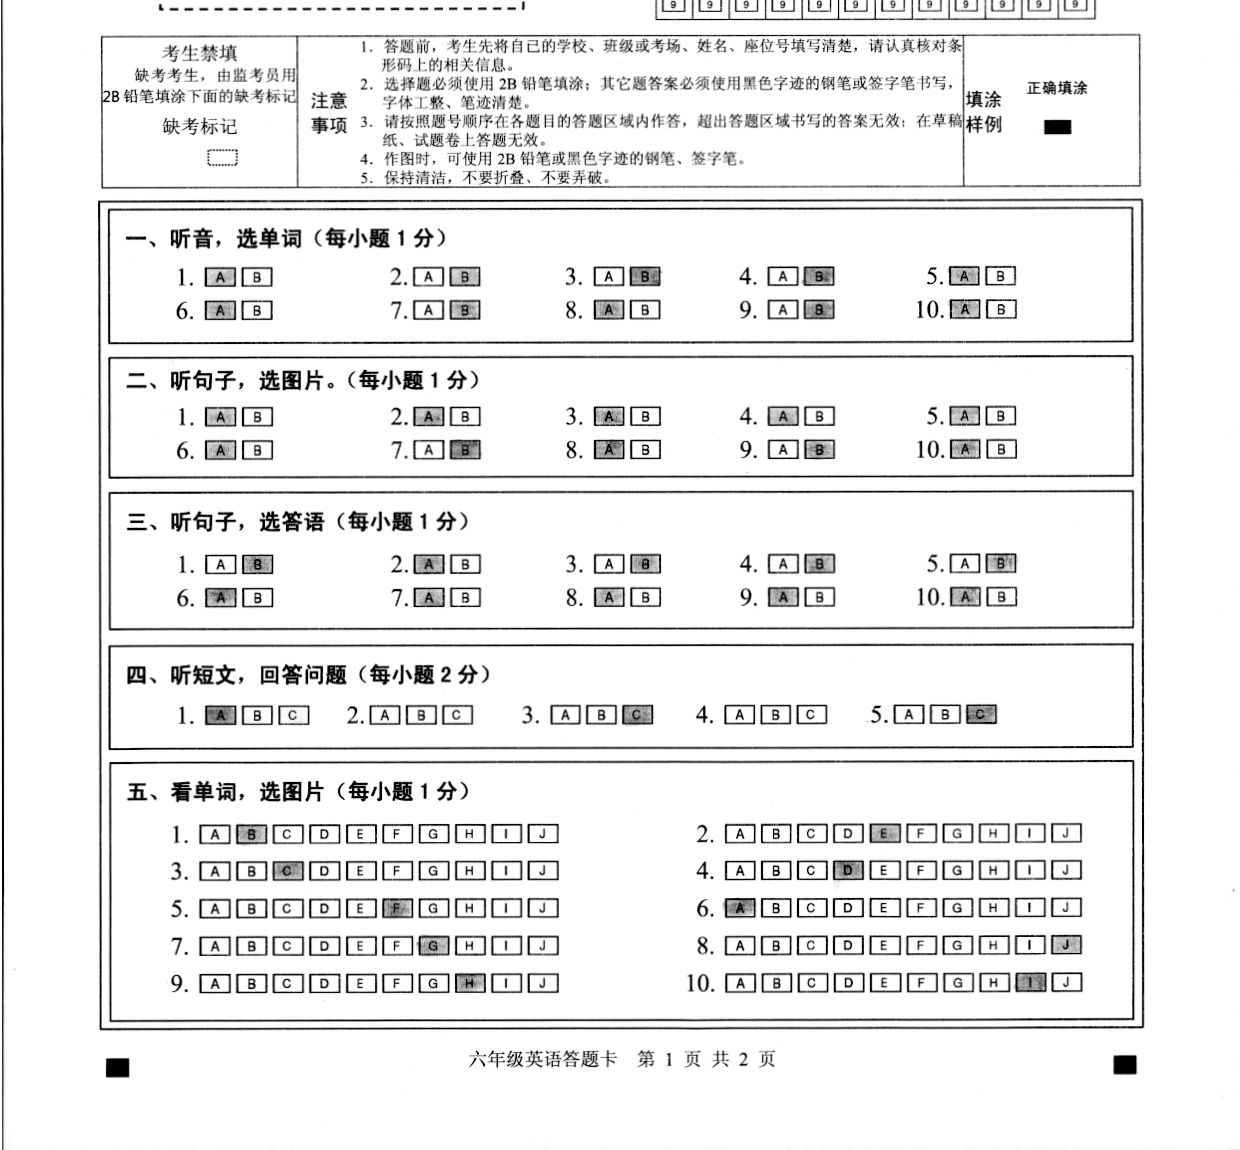 9 9 9 9 9 9 9 9 9 9 9 9
考生禁填
缺考考生，由监考员用
2B 铅笔填涂下面的缺考标记
缺考标记
注意
事项
1. 答题前，考生先将自己的学校、班级或考场、姓名、座位号填写清楚，请认真核对条
形码上的相关信息。
2. 选择题必须使用 2B 铅笔填涂；其它题答案必须使用黑色字迹的钢笔或签字笔书写，
字体工整、笔迹清楚。
3. 请按照题号顺序在各题目的答题区域内作答，超出答题区域书写的答案无效；在草稿
纸、试题卷上答题无效。
4. 作图时，可使用 2B 铅笔或黑色字迹的钢笔、签字笔。
5. 保持清洁，不要折叠、不要弄破。
填涂
样例
正确填涂
一、听音，选单词（每小题 1 分）
1. A B 2. A B 3. A B 4. A B 5. A B
6. A B 7. A B 8. A B 9. A B 10. A B
二、听句子，选图片。（每小题 1 分）
1. A B 2. A B 3. A B 4. A B 5. A B
6. A B 7. A B 8. A B 9. A B 10. A B
三、听句子，选答语（每小题 1 分）
1. A B 2. A B 3. A B 4. A B 5. A B
6. A B 7. A B 8. A B 9. A B 10. A B
四、听短文，回答问题（每小题 2 分）
1. A B C 2. A B C 3. A B C 4. A B C 5. A B C
五、看单词，选图片（每小题 1 分）
1. A B C D E F G H I J 2. A B C D E F G H I J
3. A B C D E F G H I J 4. A B C D E F G H I J
5. A B C D E F G H I J 6. A B C D E F G H I J
7. A B C D E F G H I J 8. A B C D E F G H I J
9. A B C D E F G H I J 10. A B C D E F G H I J
六年级英语答题卡 第 1 页 共 2 页